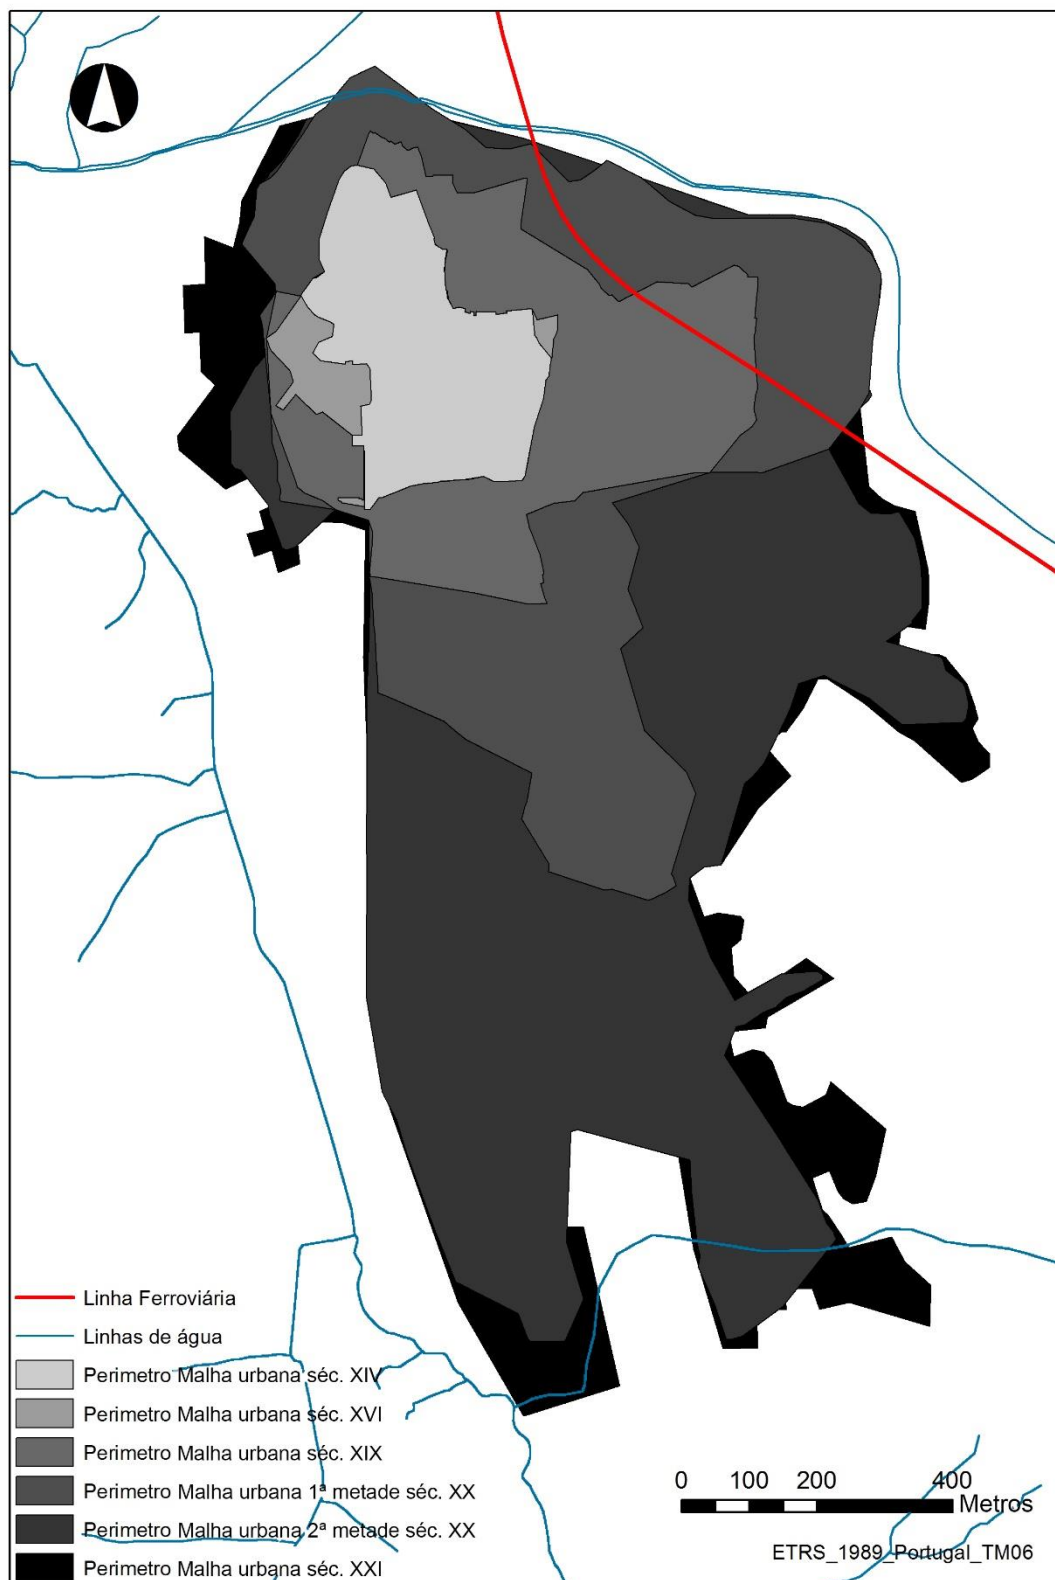 Linha Ferroviária
Linhas de água
Perimetro Malha urbana séc. XIV
Perimetro Malha urbana séc. XVI
Perimetro Malha urbana séc. XIX
Perimetro Malha urbana 1ª metade séc. XX
Perimetro Malha urbana 2ª metade séc. XX
Perimetro Malha urbana séc. XXI
0 100 200 400
Metros
ETRS_1989_Portugal_TM06